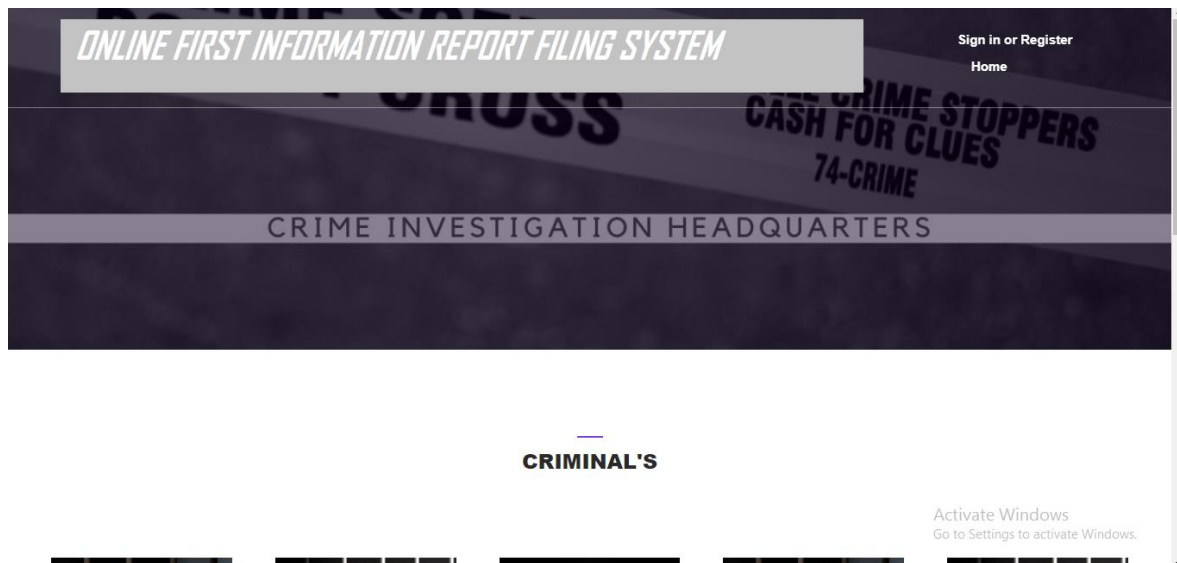 ONLINE FIRST INFORMATION REPORT FILING SYSTEM
Sign in or Register
Home
CROSS
CRIME STOPPERS
CASH FOR CLUES
74-CRIME
CRIME INVESTIGATION HEADQUARTERS
CRIMINAL'S
Activate Windows
Go to Settings to activate Windows.